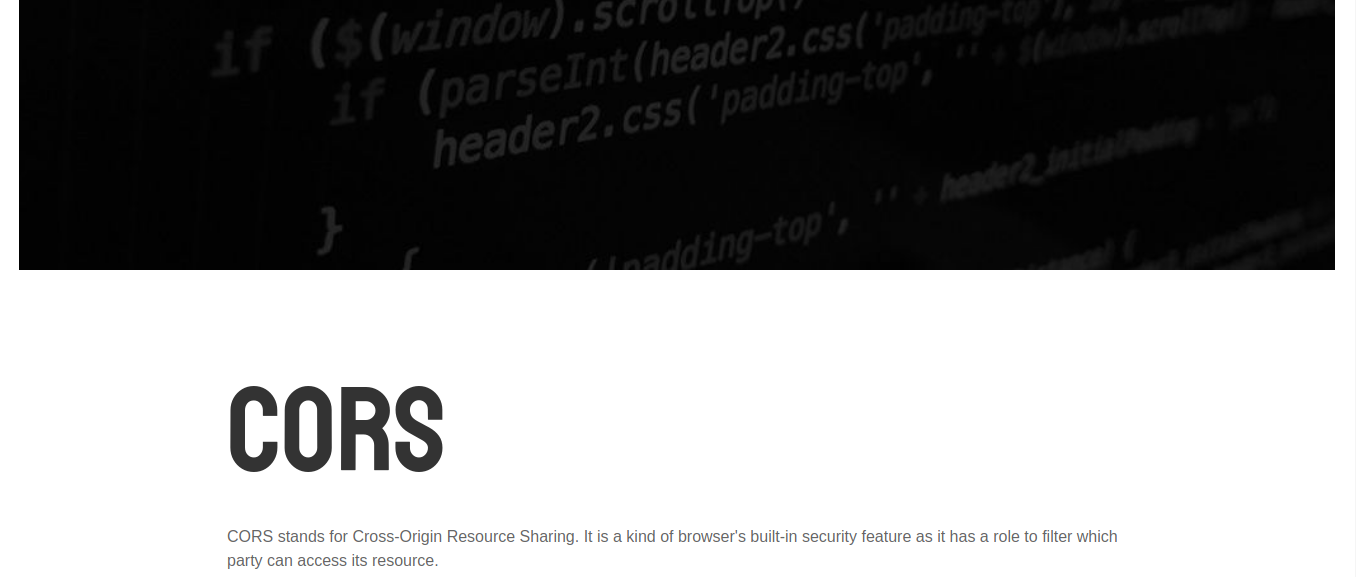 if ($(window).scrollTop()
if (parseInt(header2.css('padding-top'),
header2.css('padding-top', '' + $(window).scrollTop()
}
padding-top', '' + header2_initialPadding
CORS
CORS stands for Cross-Origin Resource Sharing. It is a kind of browser's built-in security feature as it has a role to filter which
party can access its resource.